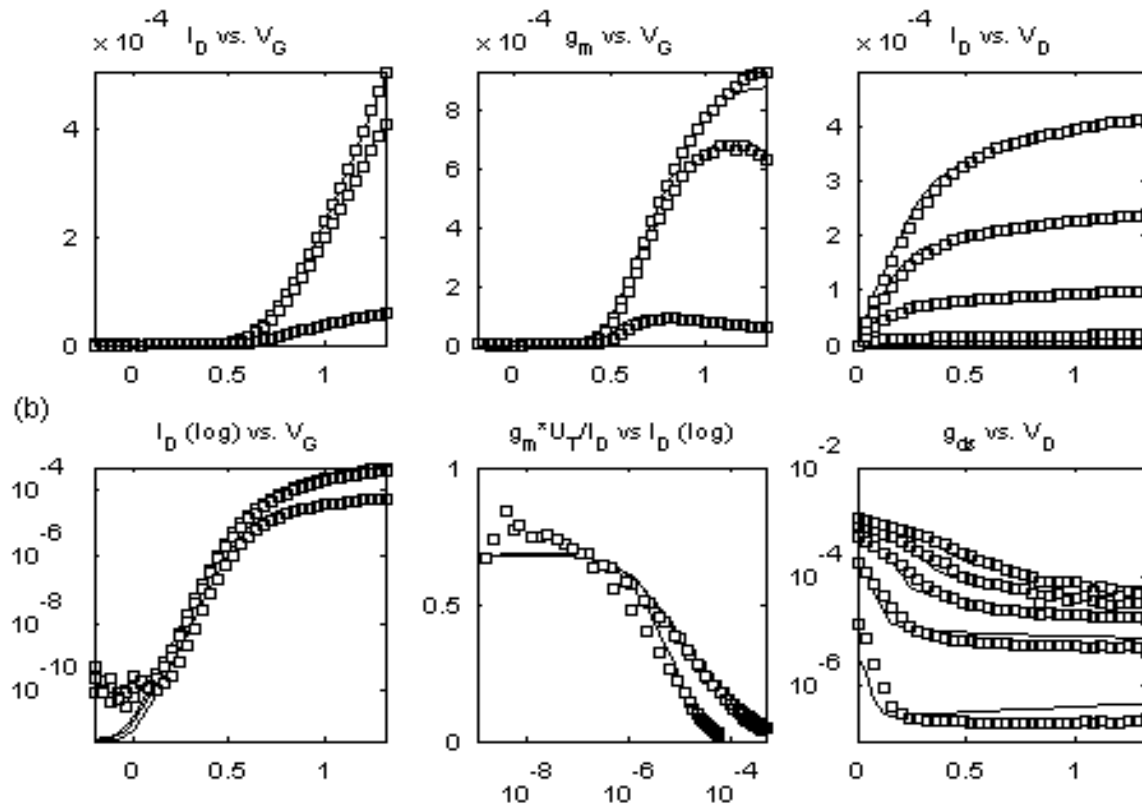 × 10⁻⁴ I_D vs. V_G
4
2
0
0 0.5 1
× 10⁻⁴ g_m vs. V_G
8
6
4
2
0
0 0.5 1
× 10⁻⁴ I_D vs. V_D
4
3
2
1
0
0 0.5 1
(b)
I_D (log) vs. V_G
10⁻⁴
10⁻⁶
10⁻⁸
10⁻¹⁰
0 0.5 1
g_m*U_T/I_D vs I_D (log)
1
0.5
0
10⁻⁸ 10⁻⁶ 10⁻⁴
g_ds vs. V_D
10⁻²
10⁻⁴
10⁻⁶
0 0.5 1